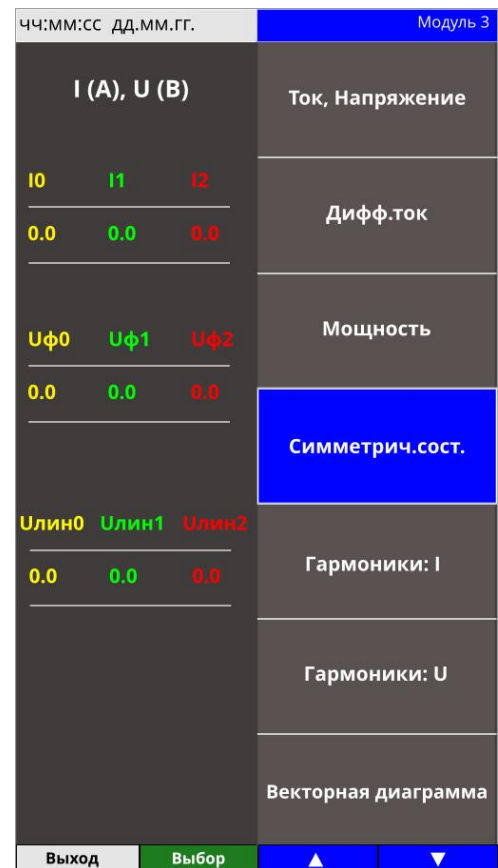 чч:мм:сс дд.мм.гг.
Модуль 3
I (А), U (В)
I0 I1 I2
0.0 0.0 0.0
Uф0 Uф1 Uф2
0.0 0.0 0.0
Uлин0 Uлин1 Uлин2
0.0 0.0 0.0
Ток, Напряжение
Дифф.ток
Мощность
Симметрич.сост.
Гармоники: I
Гармоники: U
Векторная диаграмма
Выход Выбор ▲ ▼